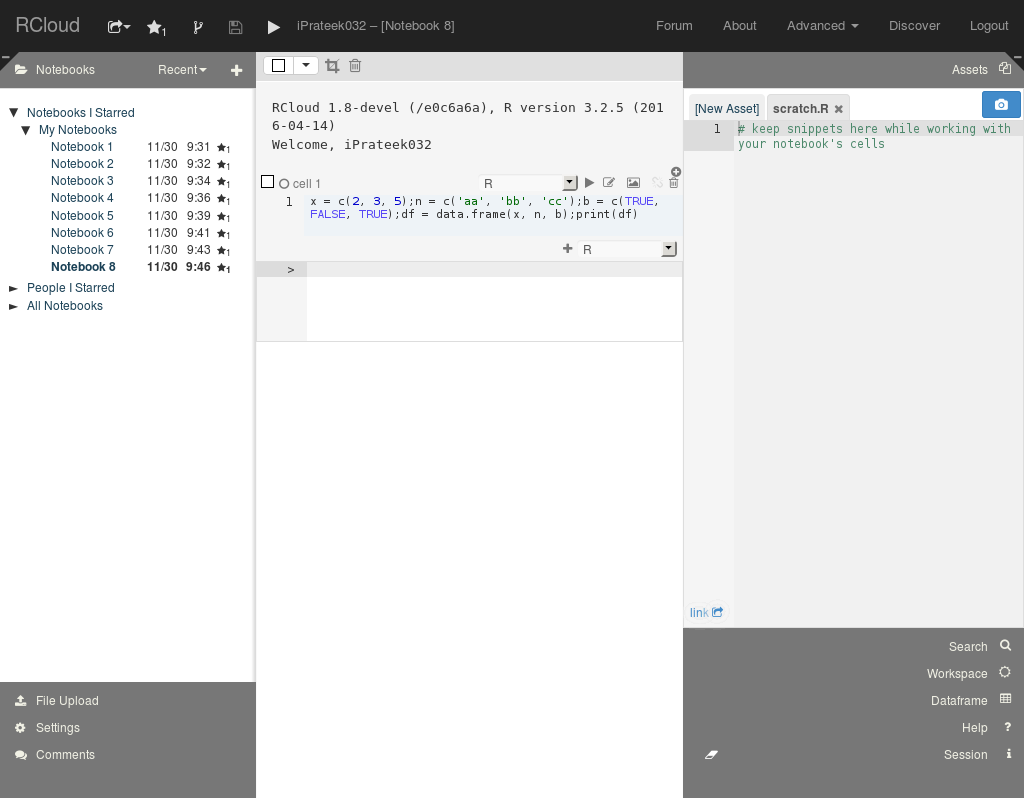 RCloud
1
iPrateek032 – [Notebook 8]
Forum
About
Advanced
Discover
Logout
Notebooks
Recent
Notebooks I Starred
My Notebooks
Notebook 1 11/30 9:31 1
Notebook 2 11/30 9:32 1
Notebook 3 11/30 9:34 1
Notebook 4 11/30 9:36 1
Notebook 5 11/30 9:39 1
Notebook 6 11/30 9:41 1
Notebook 7 11/30 9:43 1
Notebook 8 11/30 9:46 1
People I Starred
All Notebooks
File Upload
Settings
Comments
RCloud 1.8-devel (/e0c6a6a), R version 3.2.5 (201
6-04-14)
Welcome, iPrateek032
cell 1
R
1 x = c(2, 3, 5);n = c('aa', 'bb', 'cc');b = c(TRUE,
FALSE, TRUE);df = data.frame(x, n, b);print(df)
R
>
Assets
[New Asset]
scratch.R
1 # keep snippets here while working with
your notebook's cells
link
Search
Workspace
Dataframe
Help ?
Session i